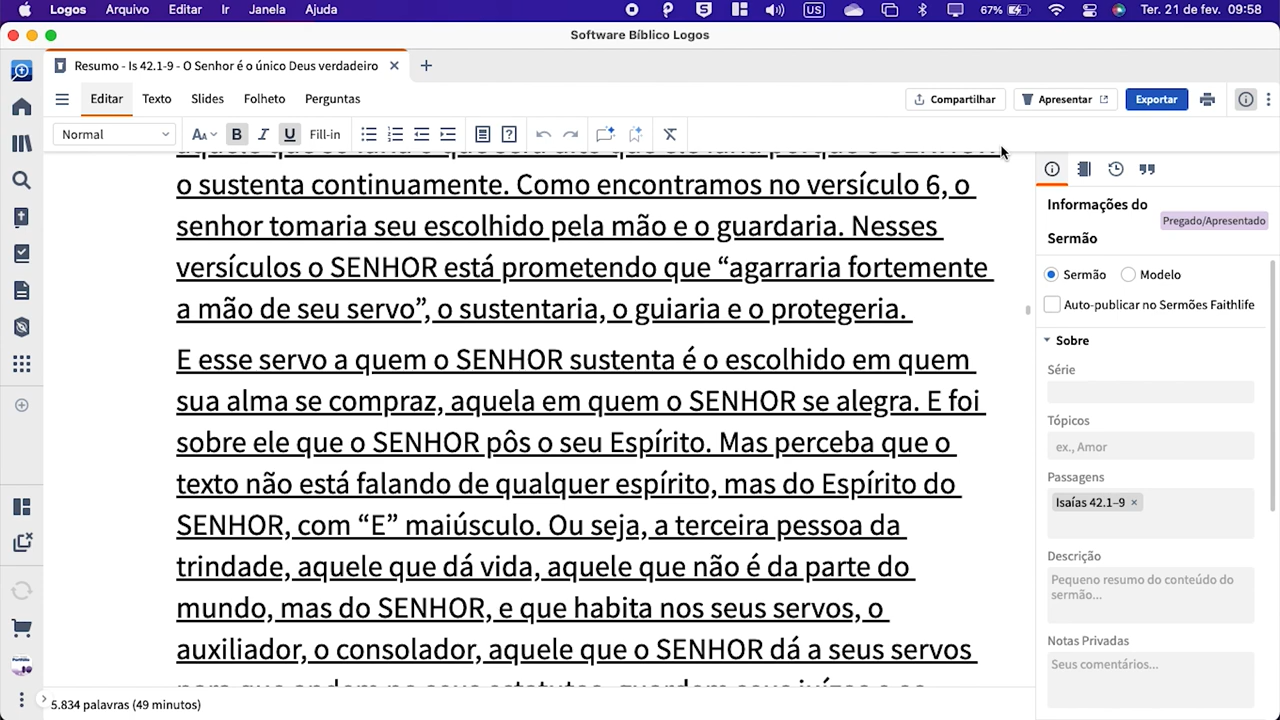 Logos Arquivo Editar Ir Janela Ajuda US 67% Ter. 21 de fev. 09:58
Software Bíblico Logos
Resumo - Is 42.1-9 - O Senhor é o único Deus verdadeiro
Editar Texto Slides Folheto Perguntas Compartilhar Apresentar Exportar
Normal AA B I U Fill-in
o sustenta continuamente. Como encontramos no versículo 6, o
senhor tomaria seu escolhido pela mão e o guardaria. Nesses
versículos o SENHOR está prometendo que “agarraria fortemente
a mão de seu servo”, o sustentaria, o guiaria e o protegeria.
E esse servo a quem o SENHOR sustenta é o escolhido em quem
sua alma se compraz, aquela em quem o SENHOR se alegra. E foi
sobre ele que o SENHOR pôs o seu Espírito. Mas perceba que o
texto não está falando de qualquer espírito, mas do Espírito do
SENHOR, com “E” maiúsculo. Ou seja, a terceira pessoa da
trindade, aquele que dá vida, aquele que não é da parte do
mundo, mas do SENHOR, e que habita nos seus servos, o
auxiliador, o consolador, aquele que o SENHOR dá a seus servos
Informações do
Sermão
Pregado/Apresentado
Sermão Modelo
Auto-publicar no Sermões Faithlife
Sobre
Série
Tópicos
ex., Amor
Passagens
Isaías 42.1–9
Descrição
Pequeno resumo do conteúdo do
sermão...
Notas Privadas
Seus comentários...
5.834 palavras (49 minutos)